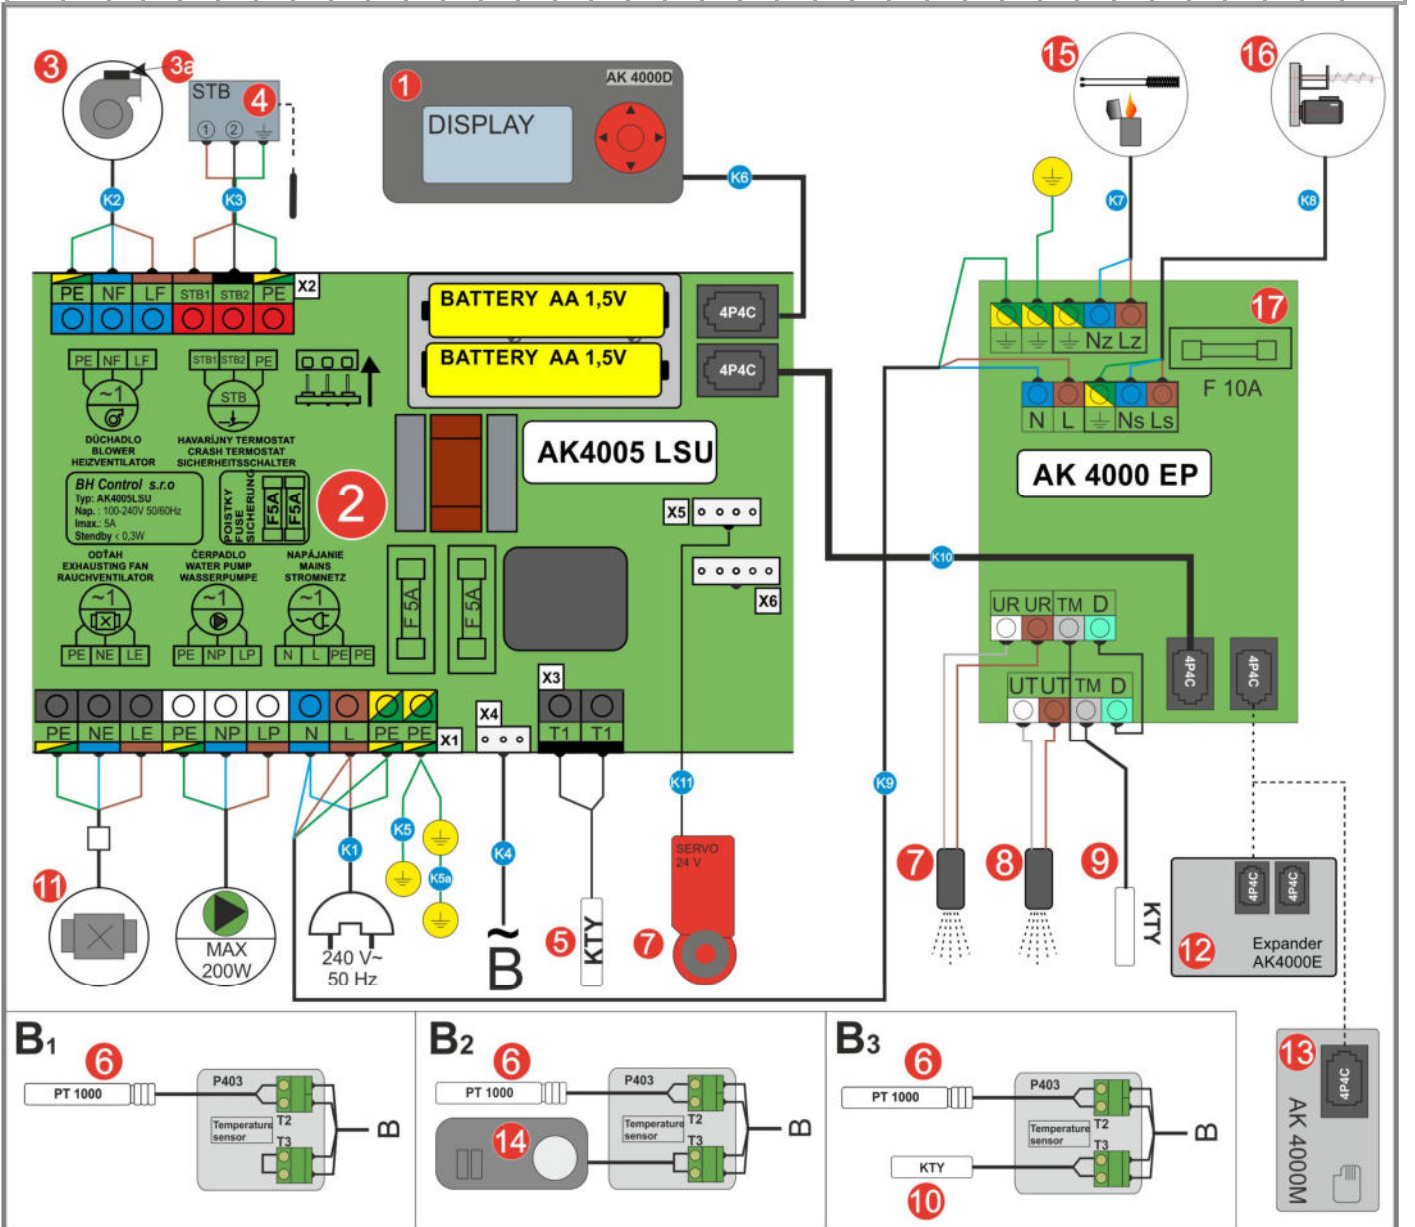 3
3a
STB
4
1
2
1
AK 4000D
DISPLAY
15
16
K2
K3
K6
K7
K8
PE NF LF STB1 STB2 PE X2
BATTERY AA 1,5V
BATTERY AA 1,5V
4P4C
4P4C
PE NF LF
STB1 STB2 PE
~1
STB
DÚCHADLO
BLOWER
HEIZVENTILATOR
HAVARÍJNY TERMOSTAT
CRASH TERMOSTAT
SICHERHEITSSCHALTER
AK4005 LSU
BH Control s.r.o
Typ: AK4005LSU
Nap. : 100-240V 50/60Hz
Imax.: 5A
Stendby < 0,3W
POISTKY
FUSE
SICHERUNG
F5A
F5A
2
X5
X6
ODŤAH
EXHAUSTING FAN
RAUCHVENTILATOR
ČERPADLO
WATER PUMP
WASSERPUMPE
NAPÁJANIE
MAINS
STROMNETZ
~1
~1
~1
PE NE LE
PE NP LP
N L PE PE
F 5A
F 5A
X3
X4
PE NE LE PE NP LP N L PE PE X1
T1 T1
Nz Lz
17
F 10A
N L Ns Ls
AK 4000 EP
K10
UR UR TM D
4P4C
4P4C
UT UT TM D
K11
K9
K1
K5
K5a
K4
11
MAX
200W
240 V~
50 Hz
~
B
5
KTY
SERVO
24 V
7
7
8
9
KTY
4P4C
4P4C
12
Expander
AK4000E
B1
6
PT 1000
P403
T2
Temperature
sensor
T3
B
B2
6
PT 1000
14
P403
T2
Temperature
sensor
T3
B
B3
6
PT 1000
KTY
10
P403
T2
Temperature
sensor
T3
B
13
4P4C
AK 4000M